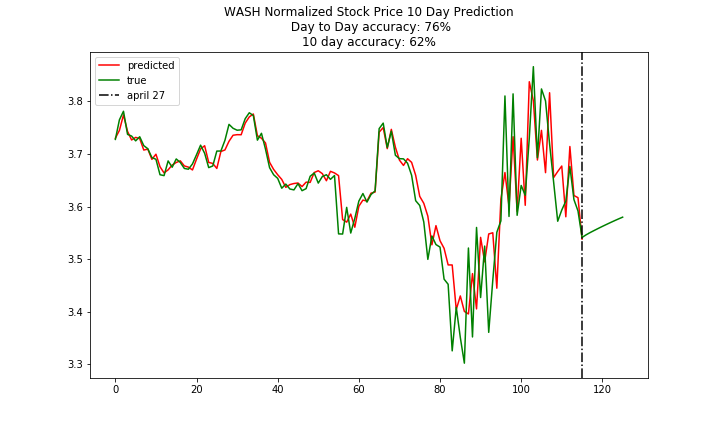 WASH Normalized Stock Price 10 Day Prediction
Day to Day accuracy: 76%
10 day accuracy: 62%
predicted
true
april 27
3.8
3.7
3.6
3.5
3.4
3.3
0 20 40 60 80 100 120